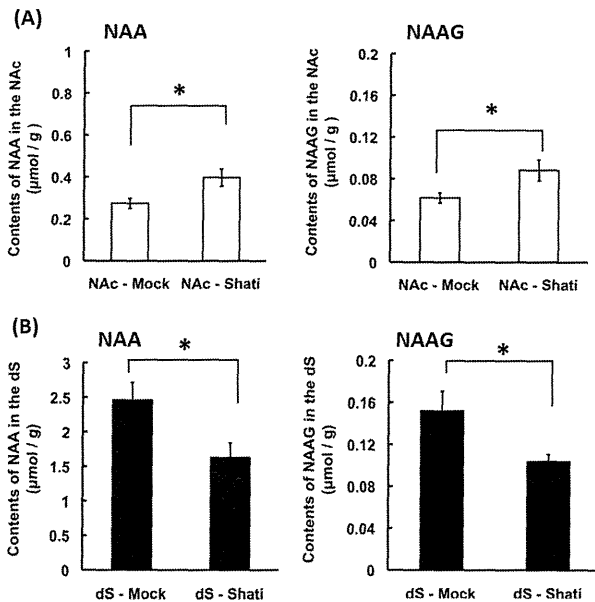 (A)
NAA
Contents of NAA in the NAc
(μmol / g )
1
0.8
0.6
0.4
0.2
0
*
NAc - Mock NAc - Shati
NAAG
Contents of NAAG in the NAc
(μmol / g )
0.2
0.16
0.12
0.08
0.04
0
*
NAc - Mock NAc - Shati
(B)
NAA
Contents of NAA in the dS
(μmol / g)
3
2.5
2
1.5
1
0.5
0
*
dS - Mock dS - Shati
NAAG
Contents of NAAG in the dS
(μmol / g)
0.2
0.16
0.12
0.08
0.04
0
*
dS - Mock dS - Shati